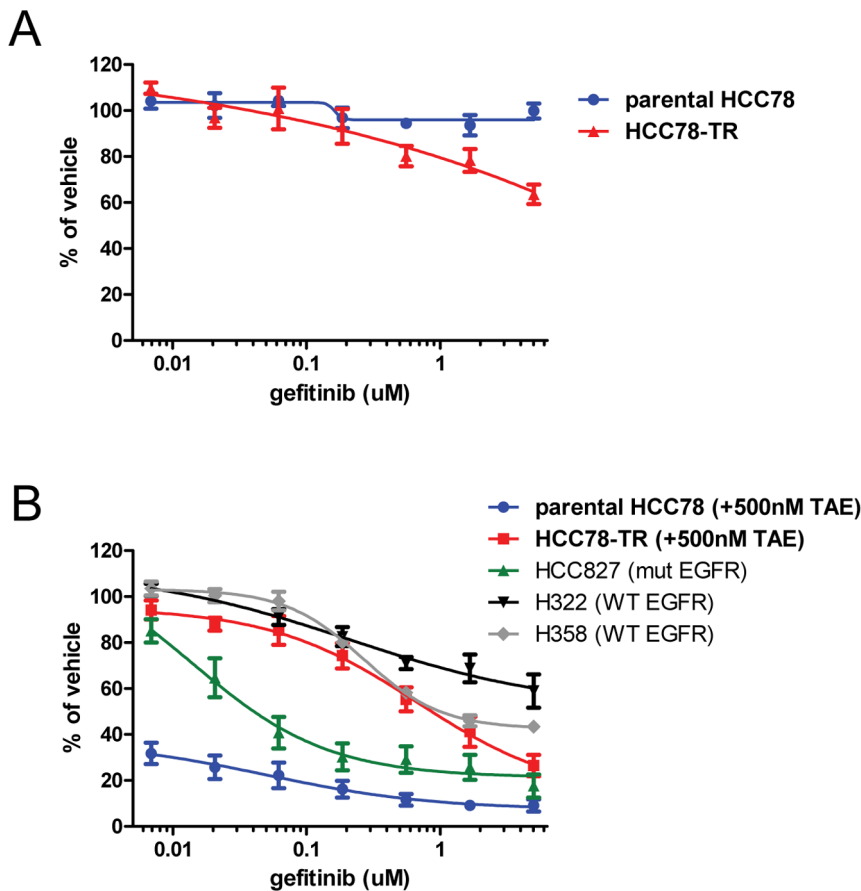 A
% of vehicle
120
100
80
60
40
20
0
0.01
0.1
1
gefitinib (uM)
parental HCC78
HCC78-TR
B
% of vehicle
120
100
80
60
40
20
0
0.01
0.1
1
gefitinib (uM)
parental HCC78 (+500nM TAE)
HCC78-TR (+500nM TAE)
HCC827 (mut EGFR)
H322 (WT EGFR)
H358 (WT EGFR)